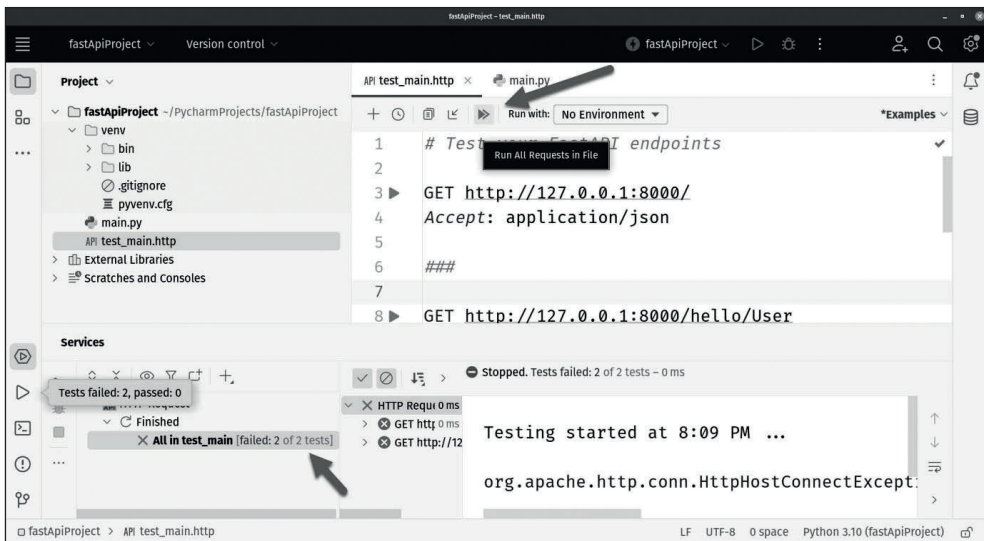 fastApiProject – test_main.http
fastApiProject Version control fastApiProject
Project
API test_main.http × main.py
fastApiProject ~/PycharmProjects/fastApiProject
venv
bin
lib
.gitignore
pyvenv.cfg
main.py
API test_main.http
External Libraries
Scratches and Consoles
Run with: No Environment *Examples
Run All Requests in File
1 # Test your FastAPI endpoints
2
3 GET http://127.0.0.1:8000/
4 Accept: application/json
5
6 ###
7
8 GET http://127.0.0.1:8000/hello/User
Services
Tests failed: 2, passed: 0
Finished
All in test_main [failed: 2 of 2 tests]
Stopped. Tests failed: 2 of 2 tests – 0 ms
HTTP Requ 0 ms
GET http 0 ms
GET http://12
Testing started at 8:09 PM ...
org.apache.http.conn.HttpHostConnectExcept
fastApiProject > API test_main.http
LF UTF-8 0 space Python 3.10 (fastApiProject)